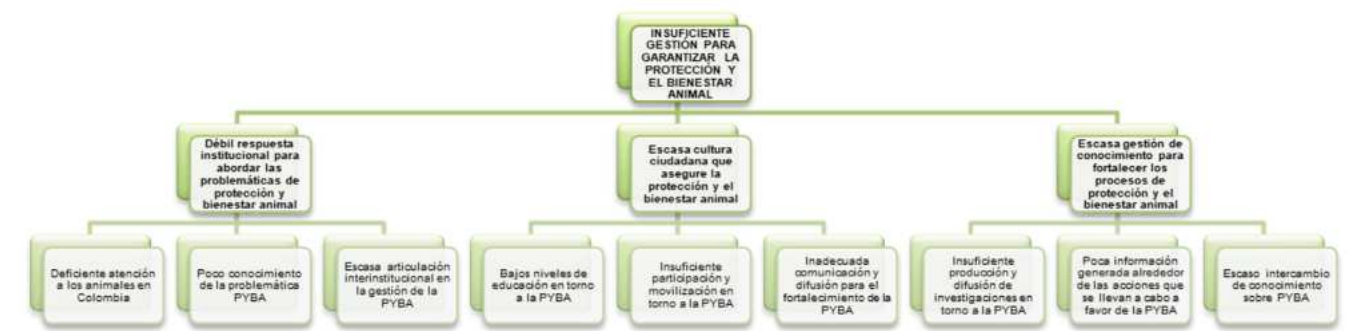 INSUFICIENTE
GESTIÓN PARA
GARANTIZAR LA
PROTECCIÓN Y
EL BIENESTAR
ANIMAL
Débil respuesta
institucional para
abordar las
problemáticas de
protección y
bienestar animal
Escasa cultura
ciudadana que
asegure la
protección y el
bienestar animal
Escasa gestión de
conocimiento para
fortalecer los
procesos de
protección y el
bienestar animal
Deficiente atención
a los animales en
Colombia
Poco conocimiento
de la problemática
PYBA
Escasa articulación
interinstitucional en
la gestión de la
PYBA
Bajos niveles de
educación en torno
a la PYBA
Insuficiente
participación y
movilización en
torno a la PYBA
Inadecuada
comunicación y
difusión para el
fortalecimiento de la
PYBA
Insuficiente
producción y
difusión de
investigaciones en
torno a la PYBA
Poca información
generada alrededor
de las acciones que
se llevan a cabo a
favor de la PYBA
Escaso intercambio
de conocimiento
sobre PYBA